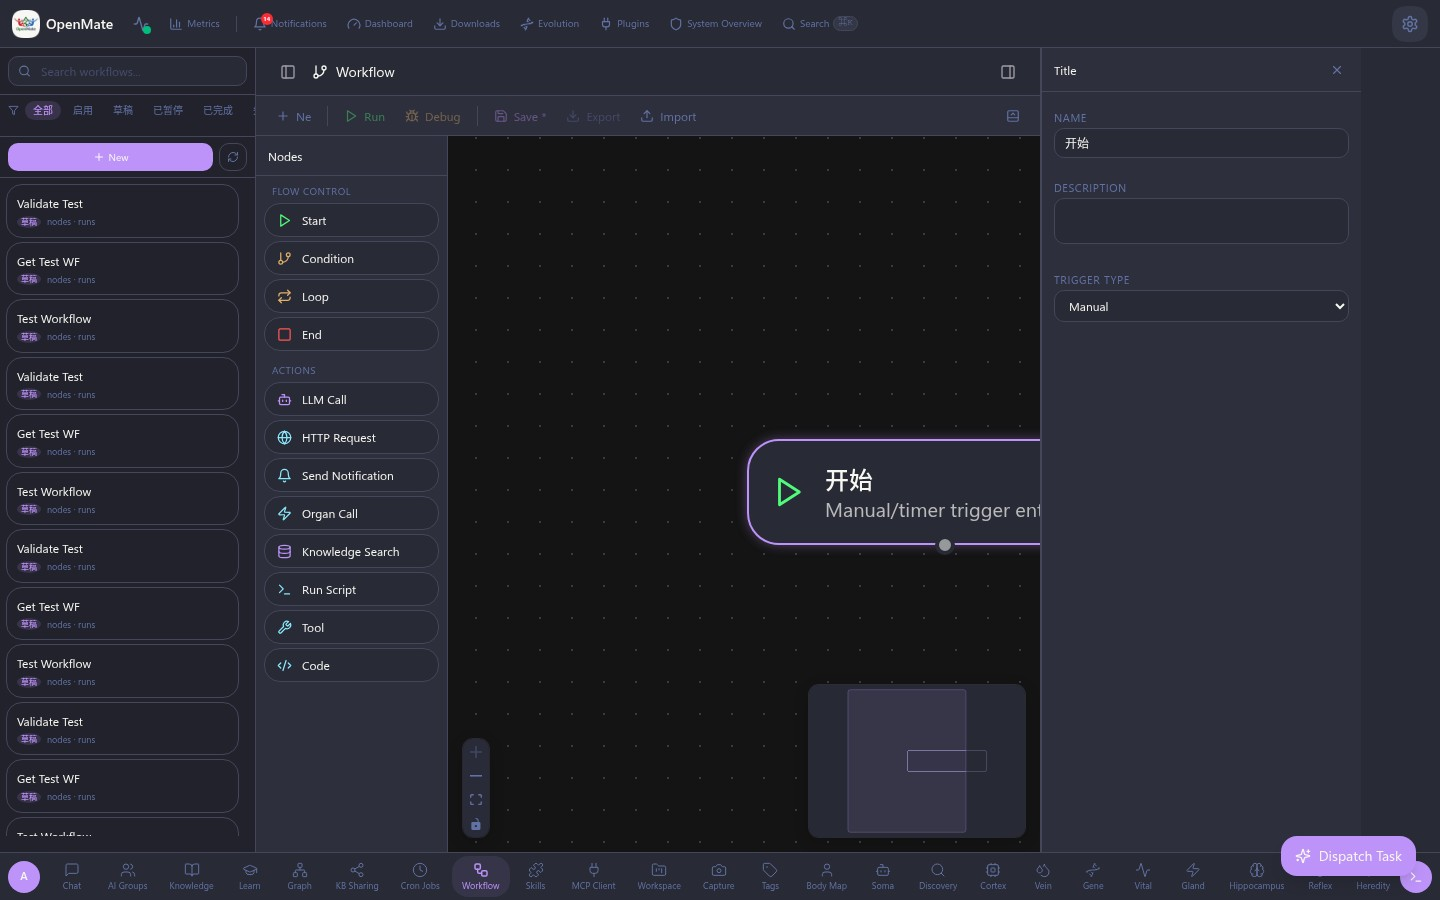 OpenMate
Metrics
14
Notifications
Dashboard
Downloads
Evolution
Plugins
System Overview
Search
⌘K
Search workflows...
全部
启用
草稿
已暂停
已完成
New
Validate Test
草稿 nodes · runs
Get Test WF
草稿 nodes · runs
Test Workflow
草稿 nodes · runs
Validate Test
草稿 nodes · runs
Get Test WF
草稿 nodes · runs
Test Workflow
草稿 nodes · runs
Validate Test
草稿 nodes · runs
Get Test WF
草稿 nodes · runs
Test Workflow
草稿 nodes · runs
Validate Test
草稿 nodes · runs
Get Test WF
草稿 nodes · runs
Test Workflow
Workflow
Ne
Run
Debug
Save *
Export
Import
Nodes
FLOW CONTROL
Start
Condition
Loop
End
ACTIONS
LLM Call
HTTP Request
Send Notification
Organ Call
Knowledge Search
Run Script
Tool
Code
开始
Manual/timer trigger ent
Title
NAME
开始
DESCRIPTION
TRIGGER TYPE
Manual
Dispatch Task
A
Chat
AI Groups
Knowledge
Learn
Graph
KB Sharing
Cron Jobs
Workflow
Skills
MCP Client
Workspace
Capture
Tags
Body Map
Soma
Discovery
Cortex
Vein
Gene
Vital
Gland
Hippocampus
Reflex
Heredity